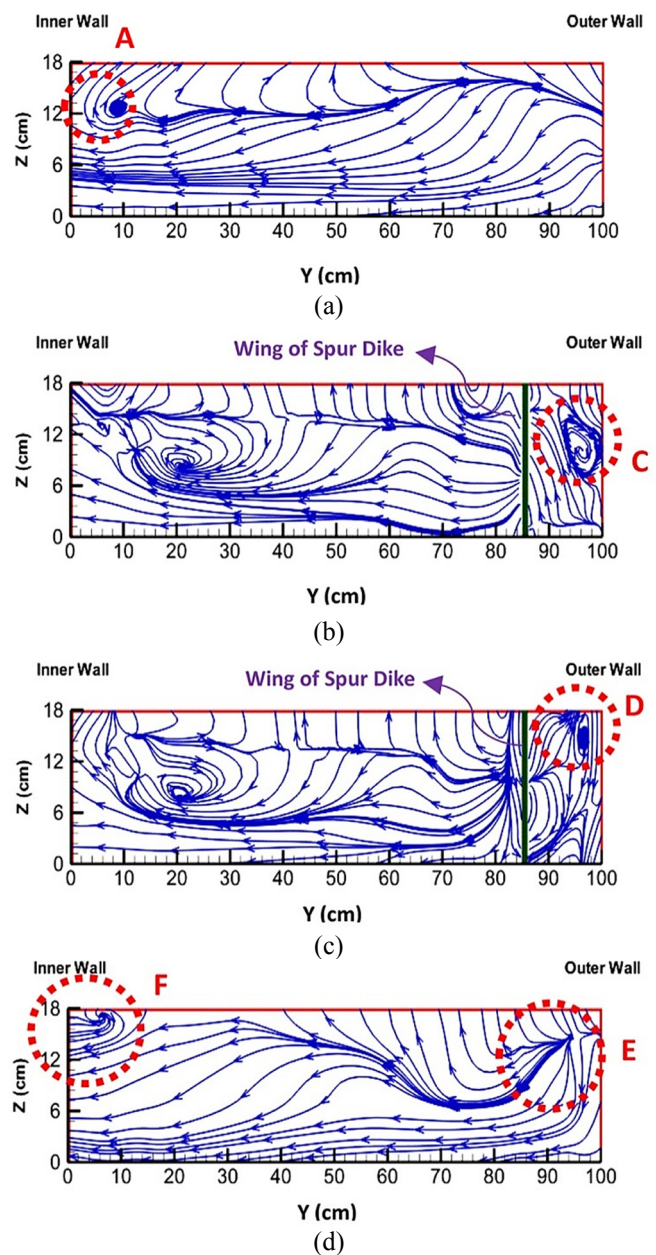 Inner Wall Outer Wall
A
18
12
6
0
Z (cm)
0 10 20 30 40 50 60 70 80 90 100
Y (cm)
(a)
Inner Wall Wing of Spur Dike Outer Wall
18
12
6
0
Z (cm)
C
0 10 20 30 40 50 60 70 80 90 100
Y (cm)
(b)
Inner Wall Wing of Spur Dike Outer Wall
D
18
12
6
0
Z (cm)
0 10 20 30 40 50 60 70 80 90 100
Y (cm)
(c)
Inner Wall F Outer Wall
18
12
6
0
Z (cm)
E
0 10 20 30 40 50 60 70 80 90 100
Y (cm)
(d)